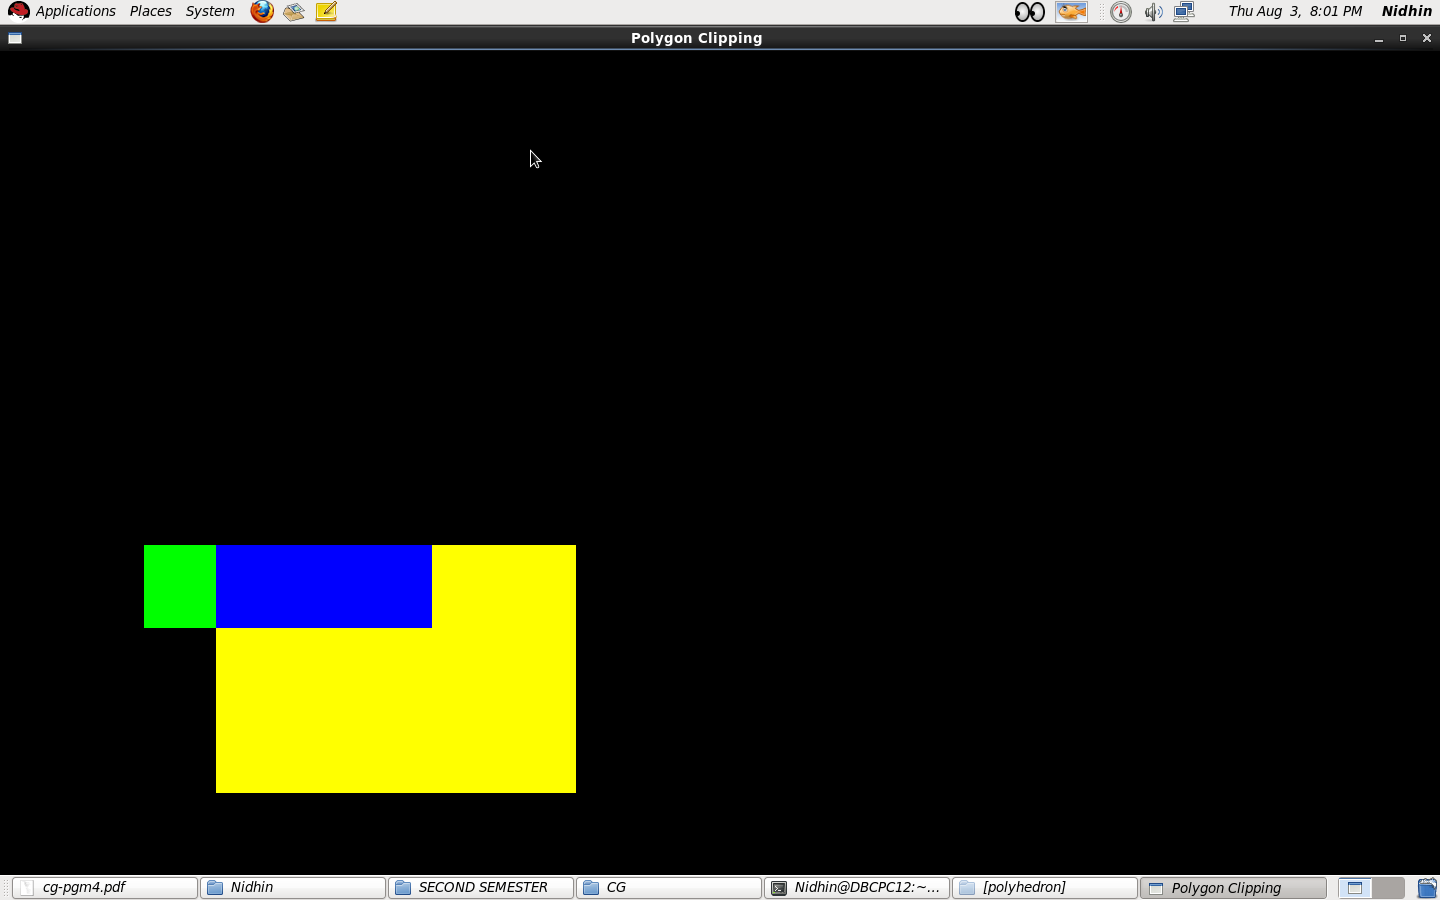 Applications Places System Thu Aug 3, 8:01 PM Nidhin
Polygon Clipping
cg-pgm4.pdf Nidhin SECOND SEMESTER CG Nidhin@DBCPC12:~... [polyhedron] Polygon Clipping